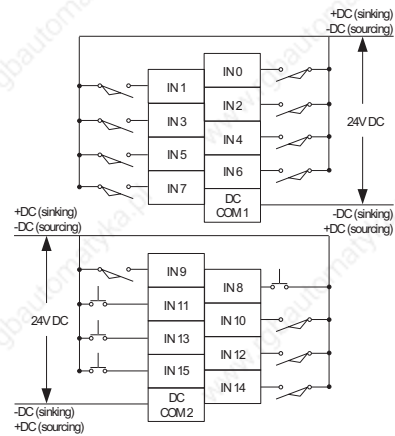 +DC (sinking)
-DC (sourcing)
IN 0
IN 1
IN 2
IN 3
IN 4
24V DC
IN 5
IN 6
IN 7
DC
COM 1
+DC (sinking)
-DC (sourcing)
-DC (sinking)
+DC (sourcing)
IN 9
IN 8
IN 11
IN 10
24V DC
IN 13
IN 12
IN 15
IN 14
DC
COM 2
-DC (sinking)
+DC (sourcing)
www.rgbautomatyka.pl